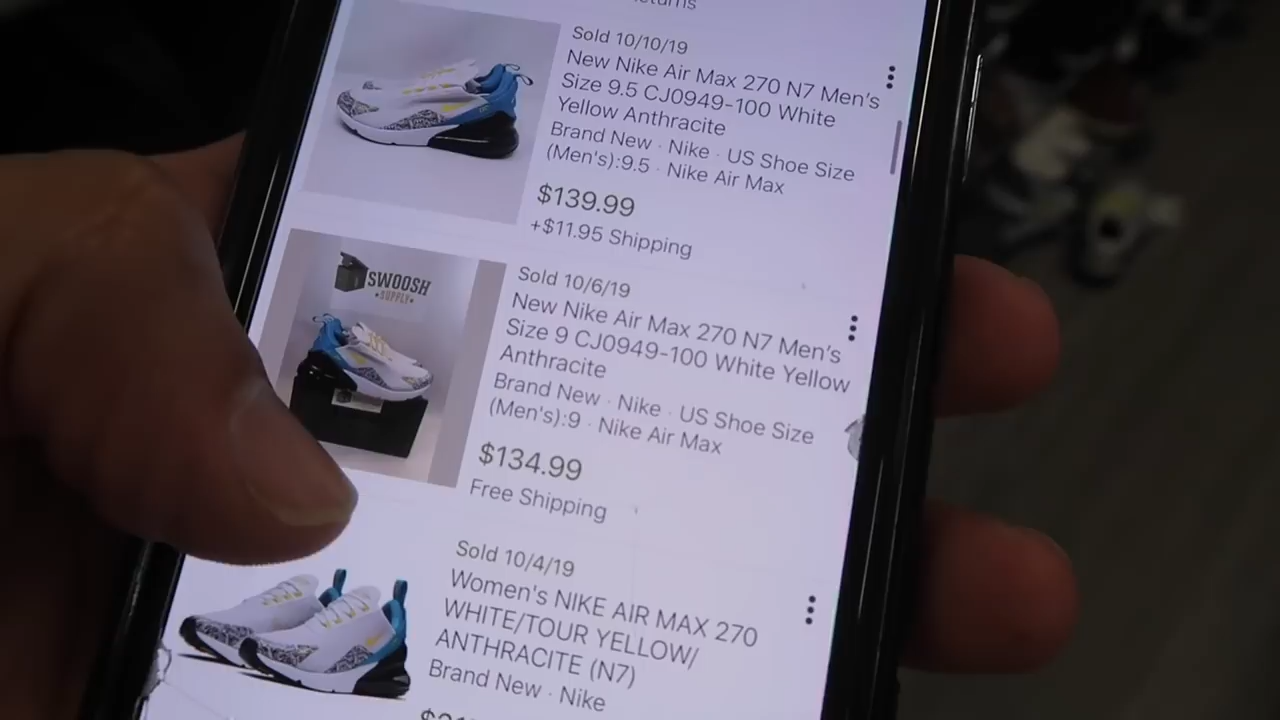 Sold 10/10/19
New Nike Air Max 270 N7 Men's
Size 9.5 CJ0949-100 White
Yellow Anthracite
Brand New · Nike · US Shoe Size
(Men's):9.5 · Nike Air Max
$139.99
+$11.95 Shipping
SWOOSH
SUPPLY
Sold 10/6/19
New Nike Air Max 270 N7 Men's
Size 9 CJ0949-100 White Yellow
Anthracite
Brand New · Nike · US Shoe Size
(Men's):9 · Nike Air Max
$134.99
Free Shipping
Sold 10/4/19
Women's NIKE AIR MAX 270
WHITE/TOUR YELLOW/
ANTHRACITE (N7)
Brand New · Nike